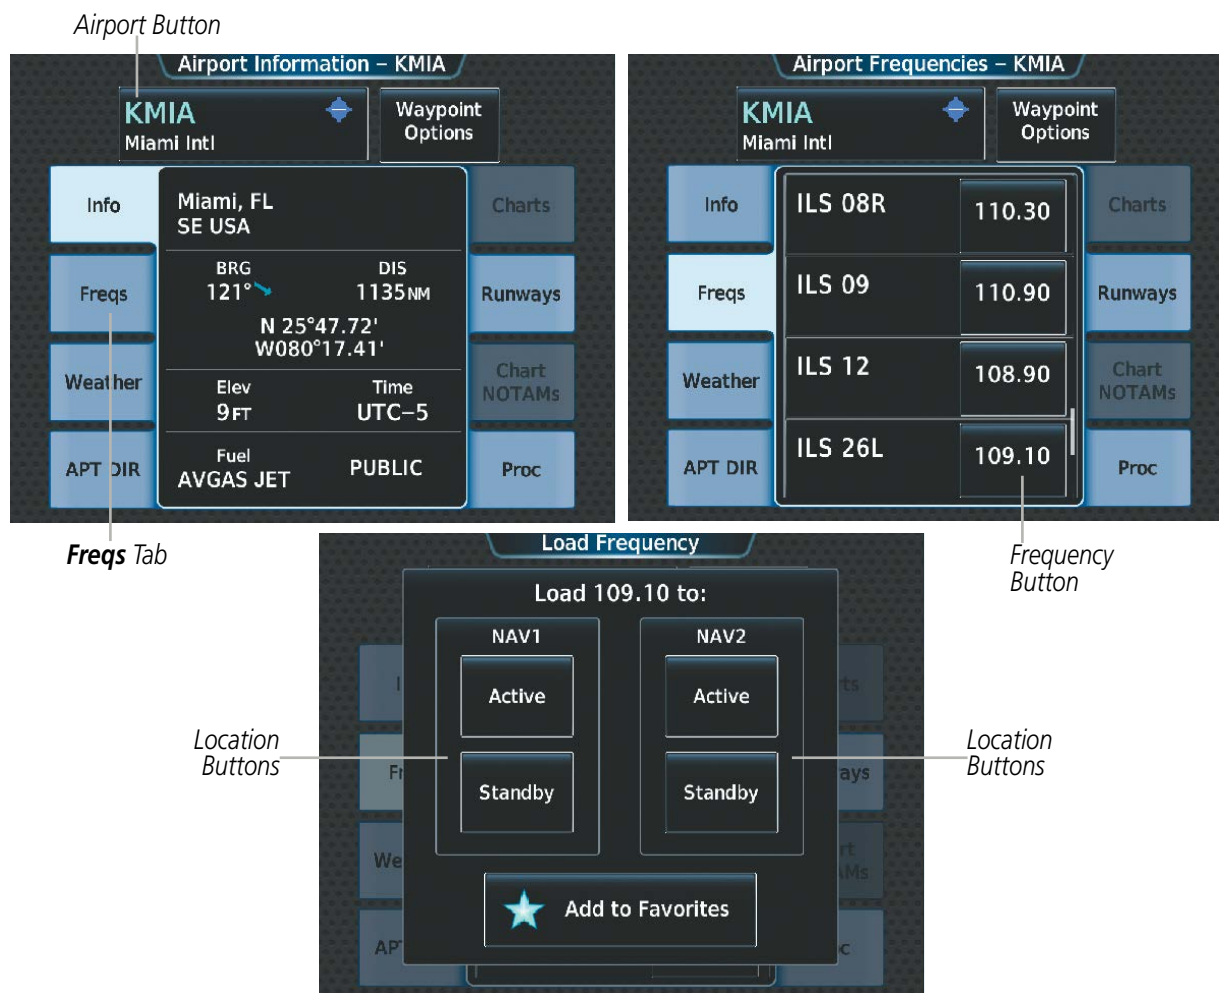 Airport Button
Airport Information – KMIA
KMIA
Miami Intl
Waypoint
Options
Info
Freqs
Weather
APT DIR
Miami, FL
SE USA
BRG
121°
DIS
1135NM
N 25°47.72'
W080°17.41'
Elev
9FT
Time
UTC–5
Fuel
AVGAS JET
PUBLIC
Charts
Runways
Chart
NOTAMs
Proc
Freqs Tab
Airport Frequencies – KMIA
KMIA
Miami Intl
Waypoint
Options
Info
Freqs
Weather
APT DIR
ILS 08R
110.30
ILS 09
110.90
ILS 12
108.90
ILS 26L
109.10
Charts
Runways
Chart
NOTAMs
Proc
Frequency
Button
Load Frequency
Load 109.10 to:
NAV1
Active
Standby
NAV2
Active
Standby
Add to Favorites
Location
Buttons
Location
Buttons